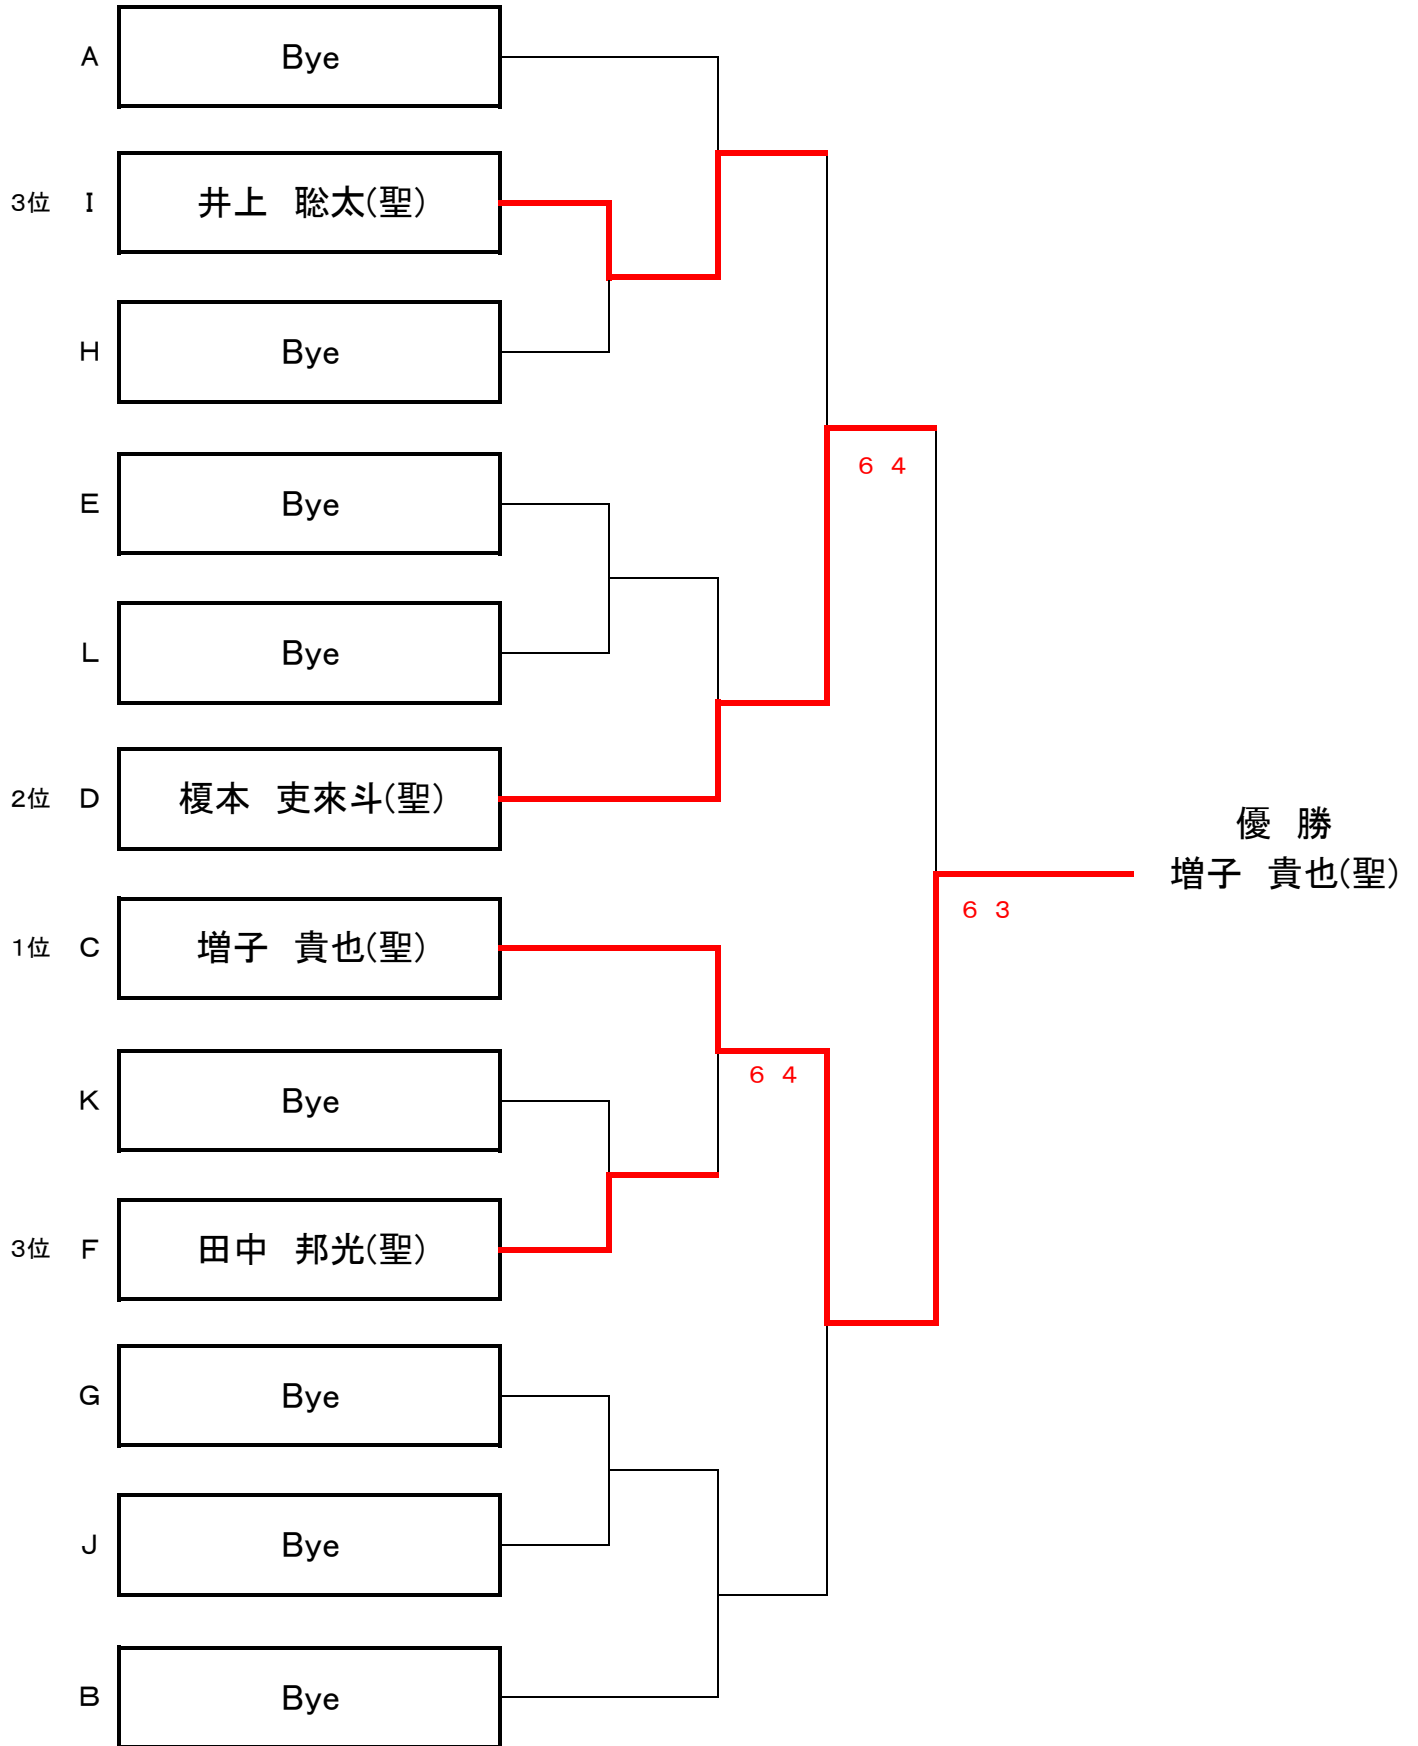 A Bye
3位 I 井上 聡太(聖)
H Bye
E Bye
6 4
L Bye
2位 D 榎本 吏來斗(聖)
優 勝
増子 貴也(聖)
6 3
1位 C 増子 貴也(聖)
6 4
K Bye
3位 F 田中 邦光(聖)
G Bye
J Bye
B Bye